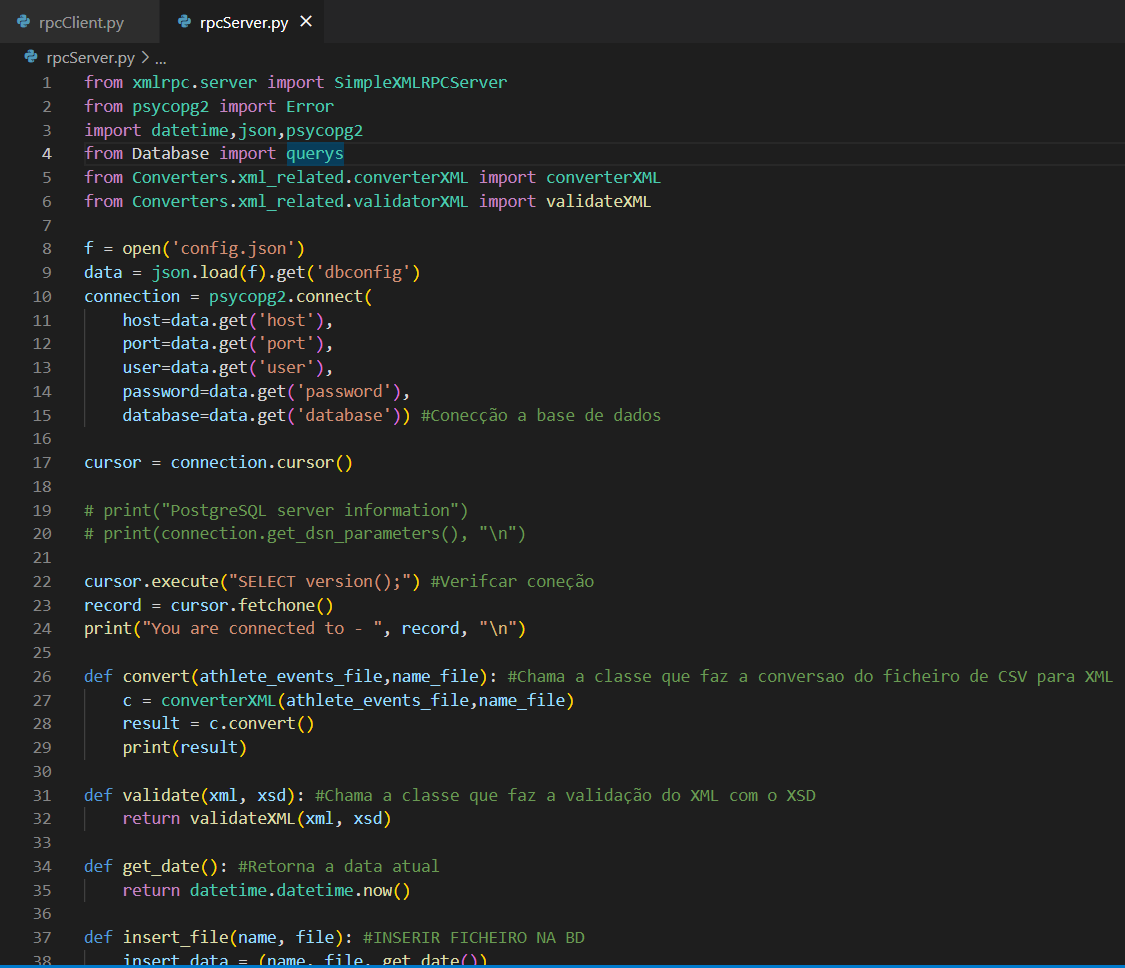 rpcClient.py rpcServer.py ×
rpcServer.py > ...
1 from xmlrpc.server import SimpleXMLRPCServer
2 from psycopg2 import Error
3 import datetime,json,psycopg2
4 from Database import querys
5 from Converters.xml_related.converterXML import converterXML
6 from Converters.xml_related.validatorXML import validateXML
7
8 f = open('config.json')
9 data = json.load(f).get('dbconfig')
10 connection = psycopg2.connect(
11     host=data.get('host'),
12     port=data.get('port'),
13     user=data.get('user'),
14     password=data.get('password'),
15     database=data.get('database')) #Conecção a base de dados
16
17 cursor = connection.cursor()
18
19 # print("PostgreSQL server information")
20 # print(connection.get_dsn_parameters(), "\n")
21
22 cursor.execute("SELECT version();") #Verifcar coneção
23 record = cursor.fetchone()
24 print("You are connected to - ", record, "\n")
25
26 def convert(athlete_events_file,name_file): #Chama a classe que faz a conversao do ficheiro de CSV para XML
27     c = converterXML(athlete_events_file,name_file)
28     result = c.convert()
29     print(result)
30
31 def validate(xml, xsd): #Chama a classe que faz a validação do XML com o XSD
32     return validateXML(xml, xsd)
33
34 def get_date(): #Retorna a data atual
35     return datetime.datetime.now()
36
37 def insert_file(name, file): #INSERIR FICHEIRO NA BD
38     insert_data = (name, file, get_date())